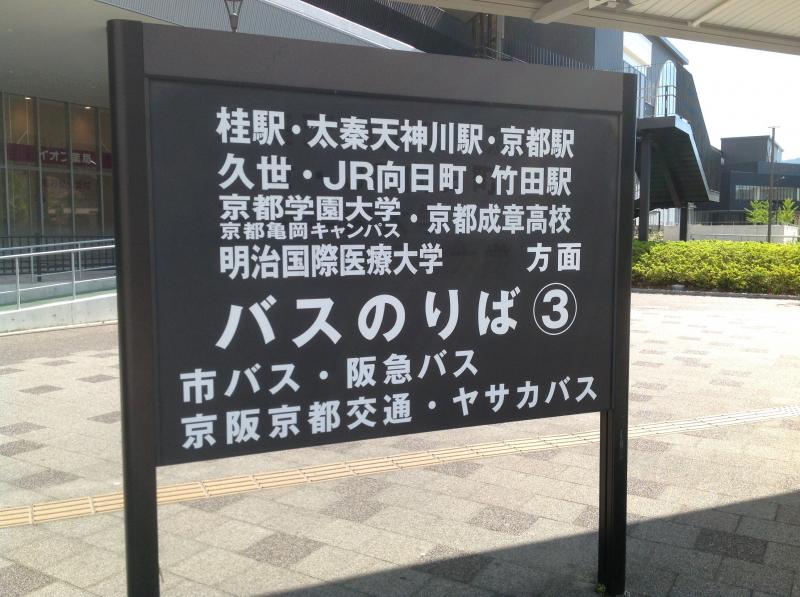 桂駅・太秦天神川駅・京都駅
久世・JR向日町・竹田駅
京都学園大学・京都成章高校
京都亀岡キャンパス
明治国際医療大学 方面
バスのりば③
市バス・阪急バス
京阪京都交通・ヤサカバス